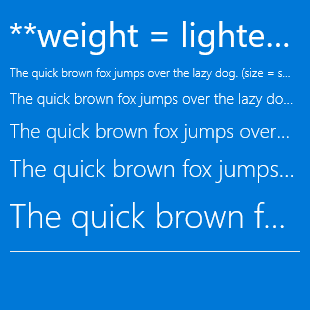 **weight = lighte...
The quick brown fox jumps over the lazy dog. (size = s...
The quick brown fox jumps over the lazy do...
The quick brown fox jumps over...
The quick brown fox jumps...
The quick brown f...